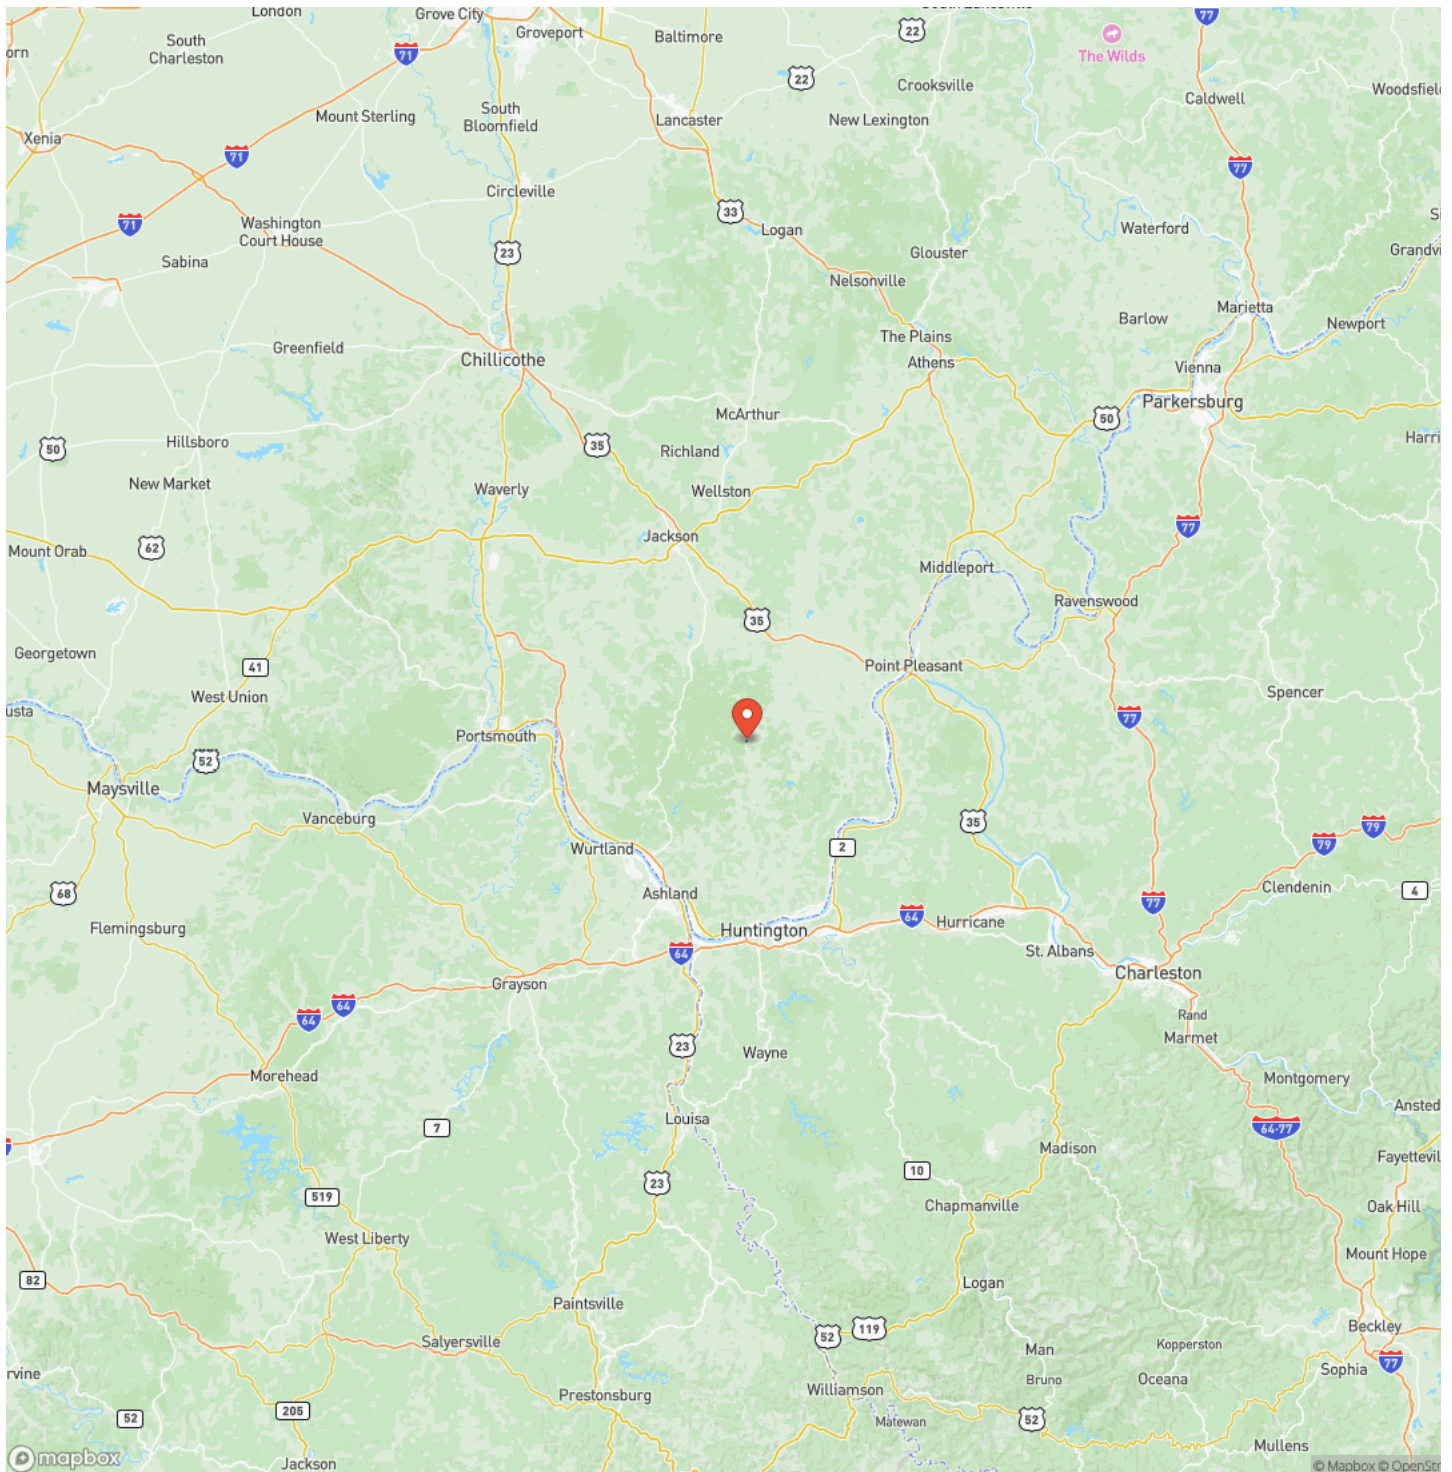 London
Grove City
South Lancaster
77
Groveport
Baltimore
22
The Wilds
South
Charleston
71
22
Crooksville
Caldwell
Mount Sterling
South
Bloomfield
Lancaster
New Lexington
Xenia
71
77
Circleville
71
Washington
Court House
33
Logan
Waterford
Sabina
23
Glouster
Nelsonville
Marietta
Barlow
Newport
Greenfield
Chillicothe
The Plains
Athens
Vienna
Parkersburg
McArthur
50
Hillsboro
50
35
Richland
New Market
Waverly
Wellston
62
Mount Orab
Jackson
77
Middleport
Ravenswood
35
Georgetown
41
Point Pleasant
West Union
Spencer
77
52
Portsmouth
Maysville
Vanceburg
35
79
79
Wurtland
2
68
Ashland
Clendenin
4
77
Flemingsburg
Huntington
64
Hurricane
64
St. Albans
Charleston
Grayson
64
64
Rand
Marmet
23
Wayne
Morehead
Montgomery
Louisa
7
64-77
Madison
10
23
519
Chapmanville
Oak Hill
West Liberty
Mount Hope
82
Logan
Paintsville
Beckley
52
119
Salyersville
Man
Kopperston
77
Sophia
Bruno
Oceana
Williamson
Prestonsburg
205
52
Matewan
52
Mullens
Jackson
mapbox
© Mapbox © OpenStr